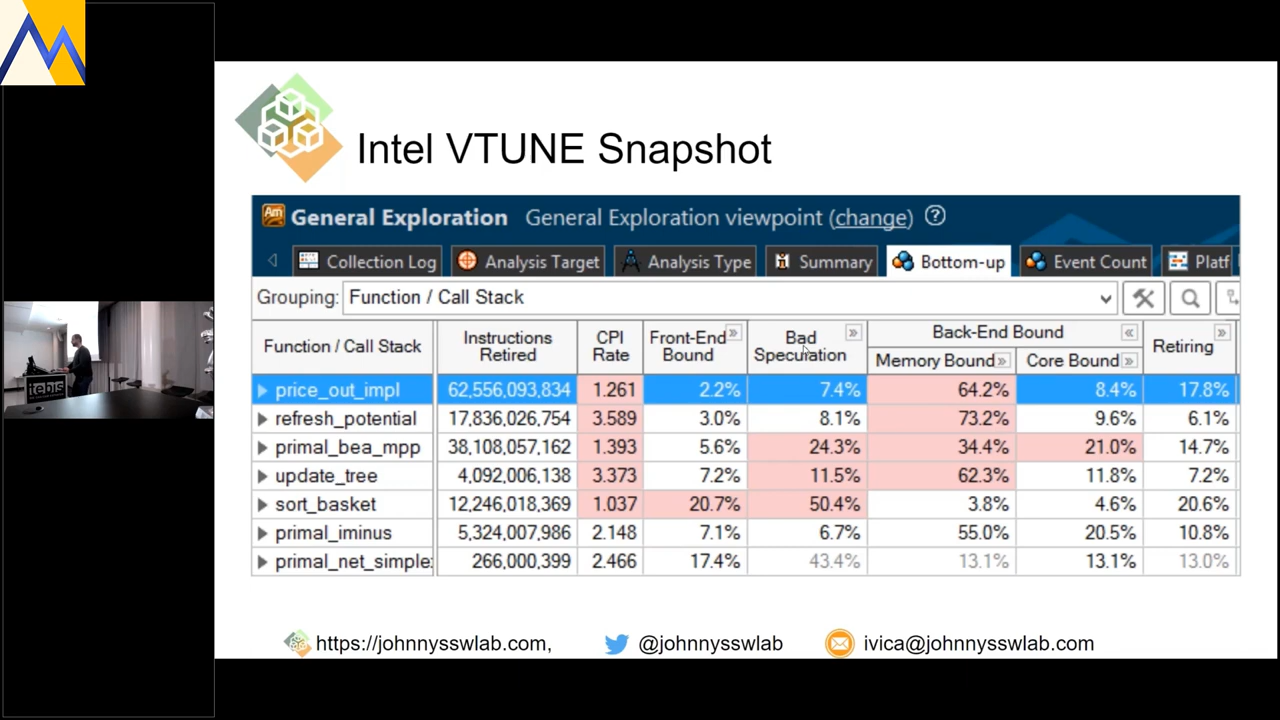 Intel VTUNE Snapshot
Am General Exploration General Exploration viewpoint (change) ?
Collection Log Analysis Target Analysis Type Summary Bottom-up Event Count Platf
Grouping: Function / Call Stack
Function / Call Stack Instructions Retired CPI Rate Front-End Bound Bad Speculation Back-End Bound Memory Bound Core Bound Retiring
price_out_impl 62,556,093,834 1.261 2.2% 7.4% 64.2% 8.4% 17.8%
refresh_potential 17,836,026,754 3.589 3.0% 8.1% 73.2% 9.6% 6.1%
primal_bea_mpp 38,108,057,162 1.393 5.6% 24.3% 34.4% 21.0% 14.7%
update_tree 4,092,006,138 3.373 7.2% 11.5% 62.3% 11.8% 7.2%
sort_basket 12,246,018,369 1.037 20.7% 50.4% 3.8% 4.6% 20.6%
primal_iminus 5,324,007,986 2.148 7.1% 6.7% 55.0% 20.5% 10.8%
primal_net_simple 266,000,399 2.466 17.4% 43.4% 13.1% 13.1% 13.0%
https://johnnysswlab.com, @johnnysswlab ivica@johnnysswlab.com
itebis